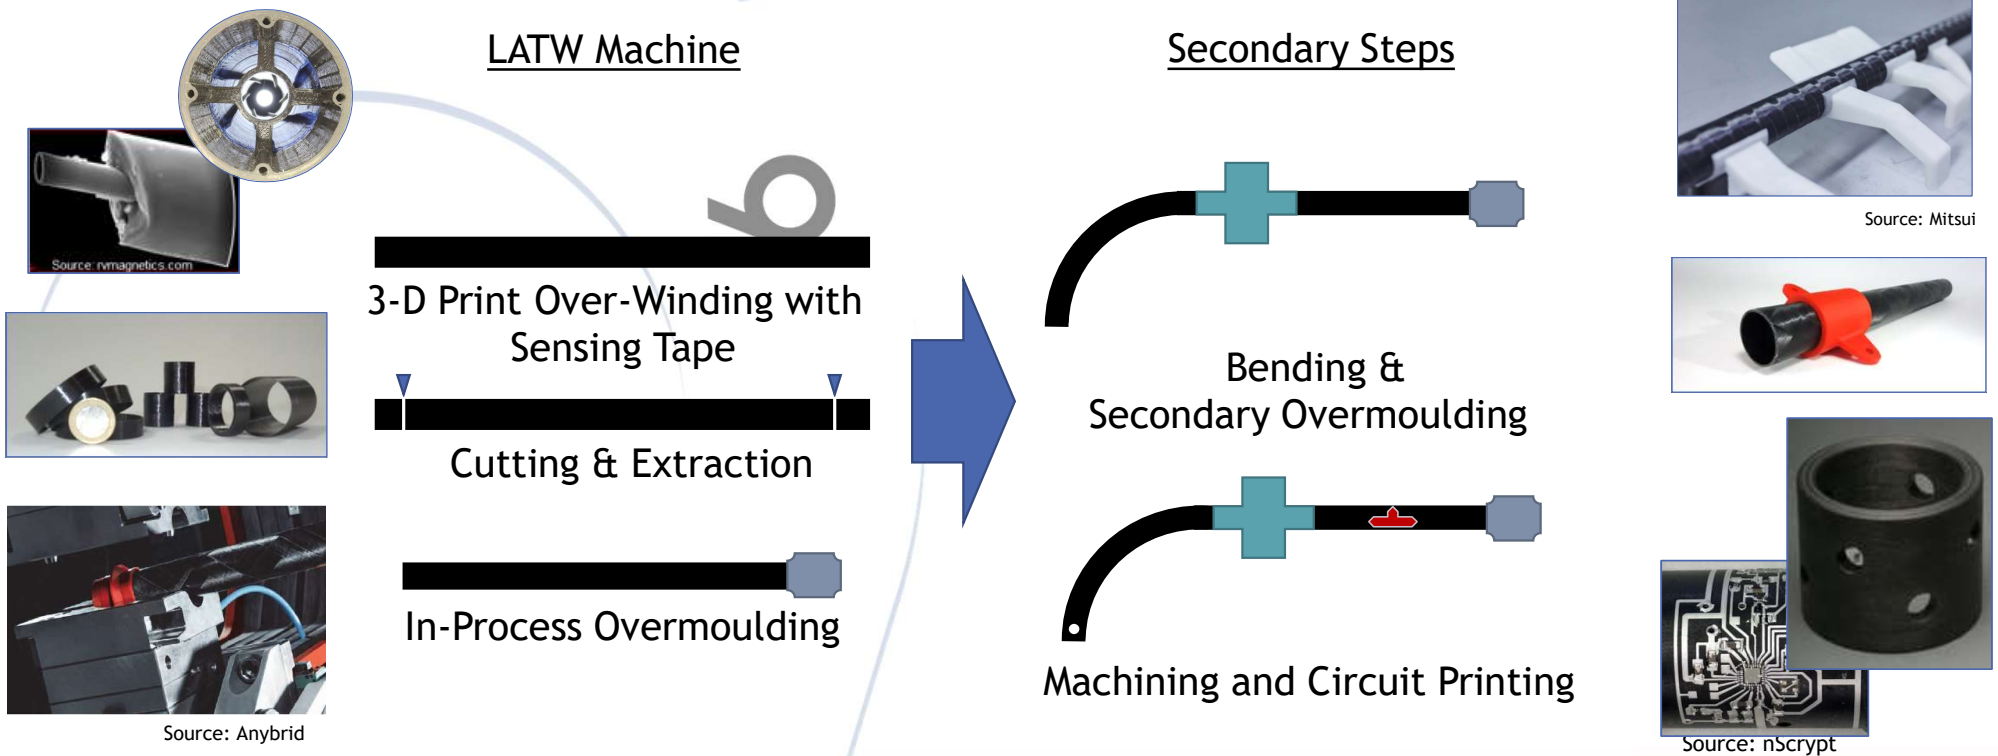 LATW Machine
Source: rvmagnetics.com
3-D Print Over-Winding with
Sensing Tape
Cutting & Extraction
In-Process Overmoulding
Source: Anybrid
Secondary Steps
Bending &
Secondary Overmoulding
Machining and Circuit Printing
Source: Mitsui
Source: nScrypt